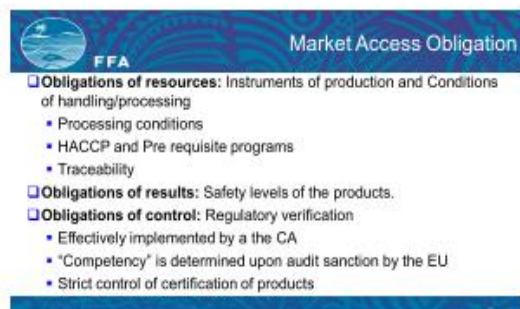 FFA
Market Access Obligation
Obligations of resources: Instruments of production and Conditions
of handling/processing
Processing conditions
HACCP and Pre requisite programs
Traceability
Obligations of results: Safety levels of the products.
Obligations of control: Regulatory verification
Effectively implemented by a the CA
"Competency" is determined upon audit sanction by the EU
Strict control of certification of products